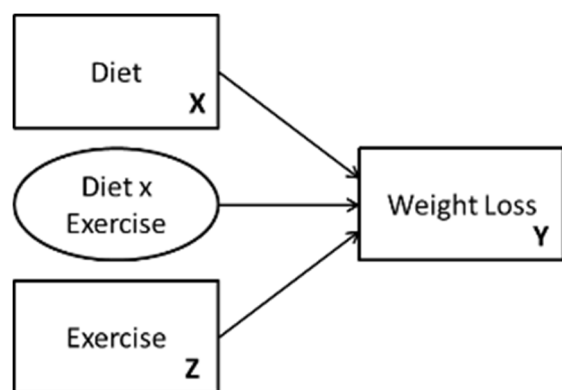 Diet
X
Diet x
Exercise
Weight Loss
Y
Exercise
Z